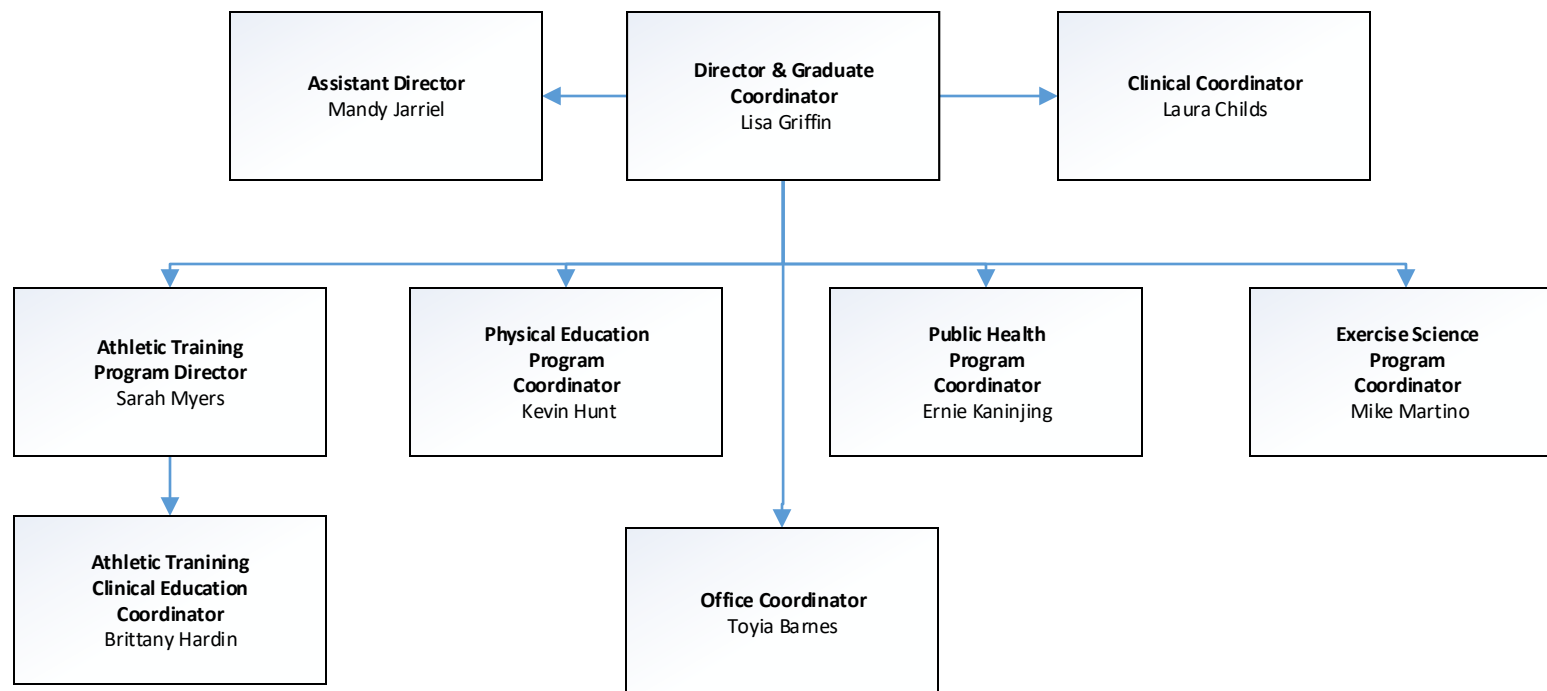 Assistant Director
Mandy Jarriel
Director & Graduate
Coordinator
Lisa Griffin
Clinical Coordinator
Laura Childs
Athletic Training
Program Director
Sarah Myers
Physical Education
Program
Coordinator
Kevin Hunt
Public Health
Program
Coordinator
Ernie Kaninjing
Exercise Science
Program
Coordinator
Mike Martino
Athletic Tranining
Clinical Education
Coordinator
Brittany Hardin
Office Coordinator
Toyia Barnes